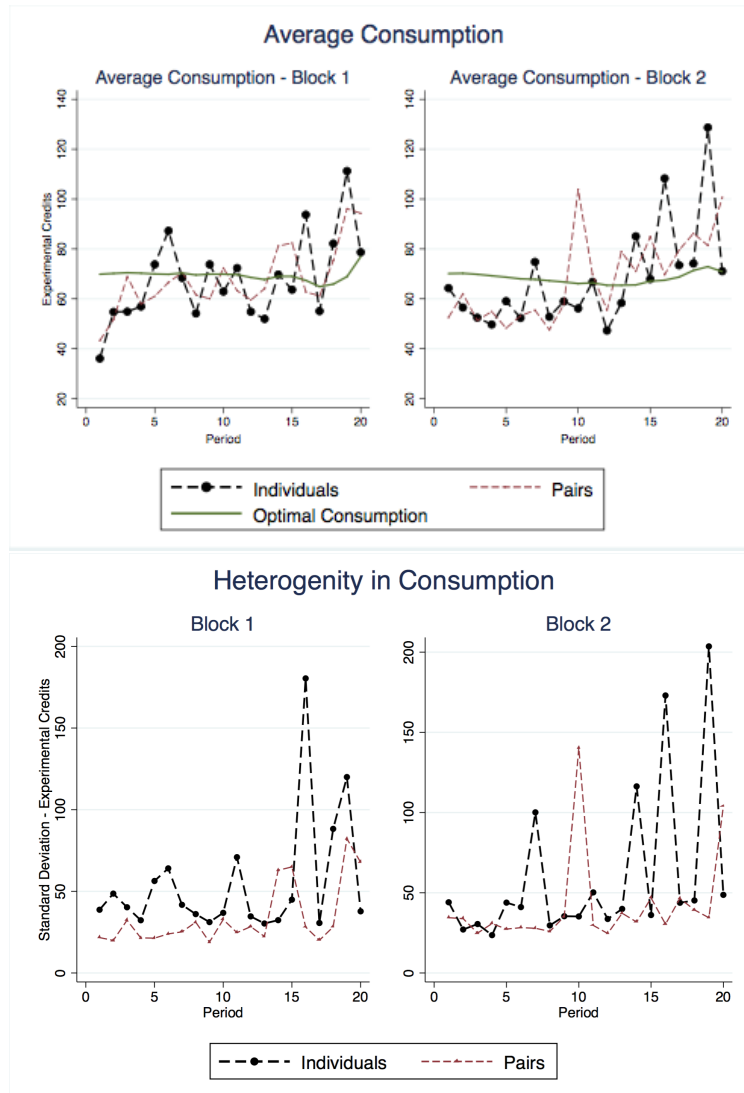 Average Consumption
Average Consumption - Block 1
Average Consumption - Block 2
Experimental Credits
140
120
100
80
60
40
20
0 5 10 15 20
Period
140
120
100
80
60
40
20
0 5 10 15 20
Period
Individuals
Pairs
Optimal Consumption
Heterogenity in Consumption
Block 1
Block 2
Standard Deviation - Experimental Credits
200
150
100
50
0
0 5 10 15 20
Period
200
150
100
50
0
0 5 10 15 20
Period
Individuals
Pairs